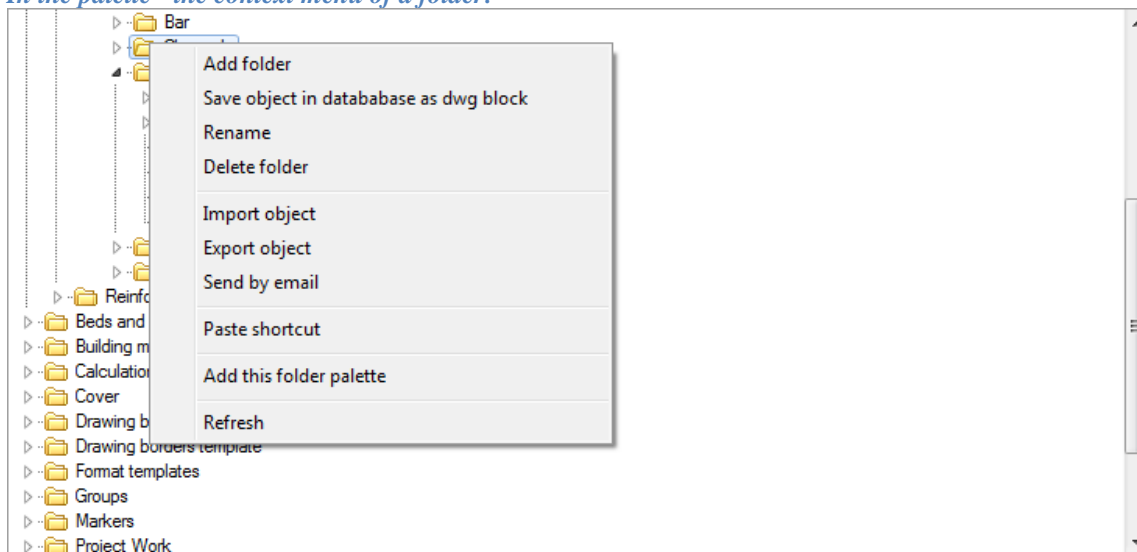 In the palette - the context menu of a folder:
Bar
Add folder
Save object in datababase as dwg block
Rename
Delete folder
Import object
Export object
Send by email
Paste shortcut
Add this folder palette
Refresh
Reinfo
Beds and
Building m
Calculation
Cover
Drawing b
Drawing borders template
Format templates
Groups
Markers
Project Work